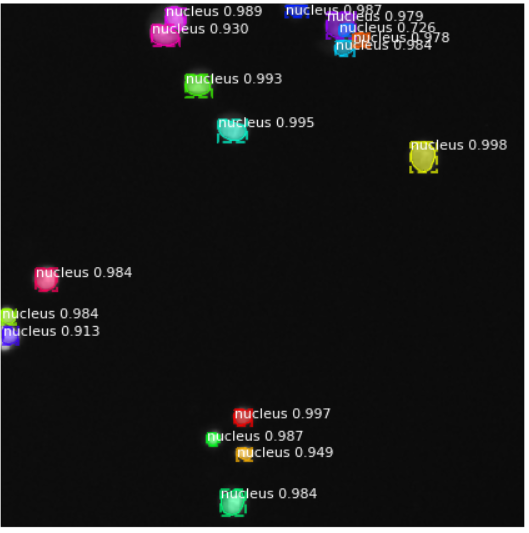 nucleus 0.989
nucleus 0.987
nucleus 0.979
nucleus 0.930
nucleus 0.726
nucleus 0.978
nucleus 0.984
nucleus 0.993
nucleus 0.995
nucleus 0.998
nucleus 0.984
nucleus 0.984
nucleus 0.913
nucleus 0.997
nucleus 0.987
nucleus 0.949
nucleus 0.984